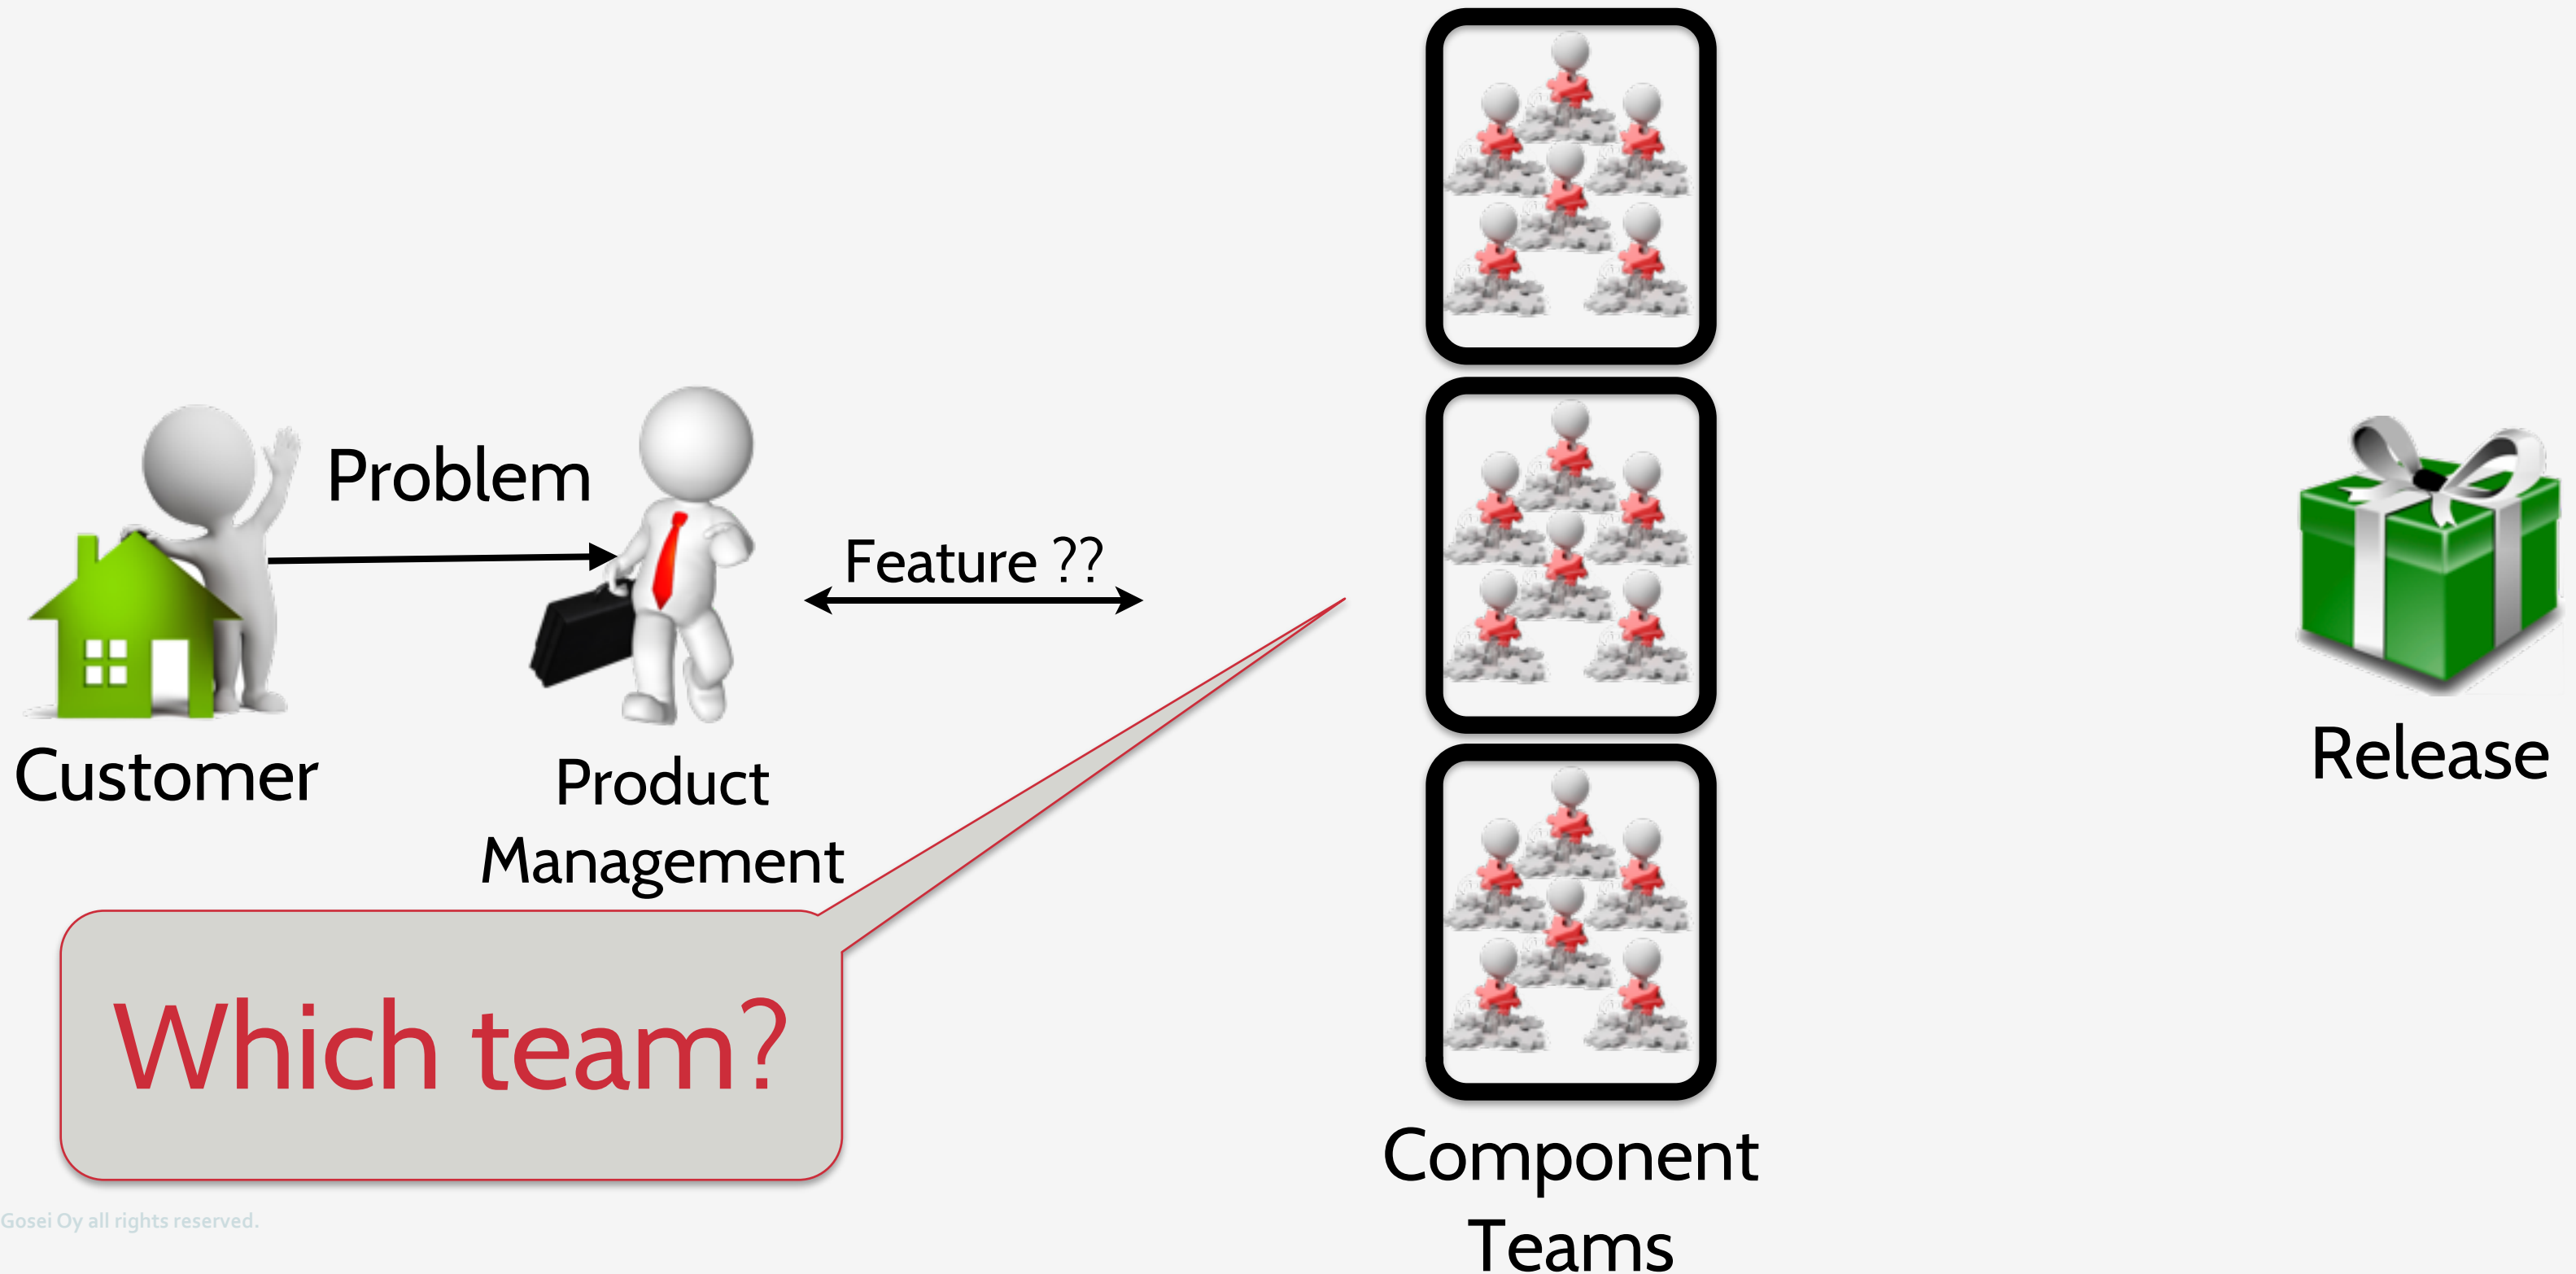 Problem
Feature ??
Customer
Product
Management
Release
Which team?
Component
Teams
Gosei Oy all rights reserved.